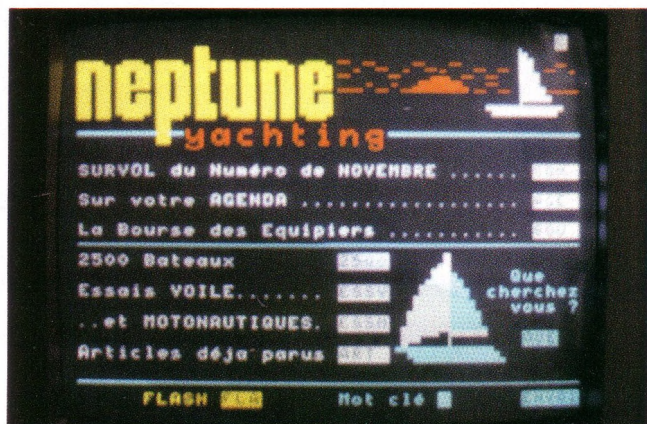 neptune
yachting
SURVOL du Numéro de NOVEMBRE ......
Sur votre AGENDA ...................
La Bourse des Equipiers ...........
2500 Bateaux
Essais VOILE.......
..et MOTONAUTIQUES.
Articles déja parus
Que
cherchez
vous ?
FLASH
Mot clé